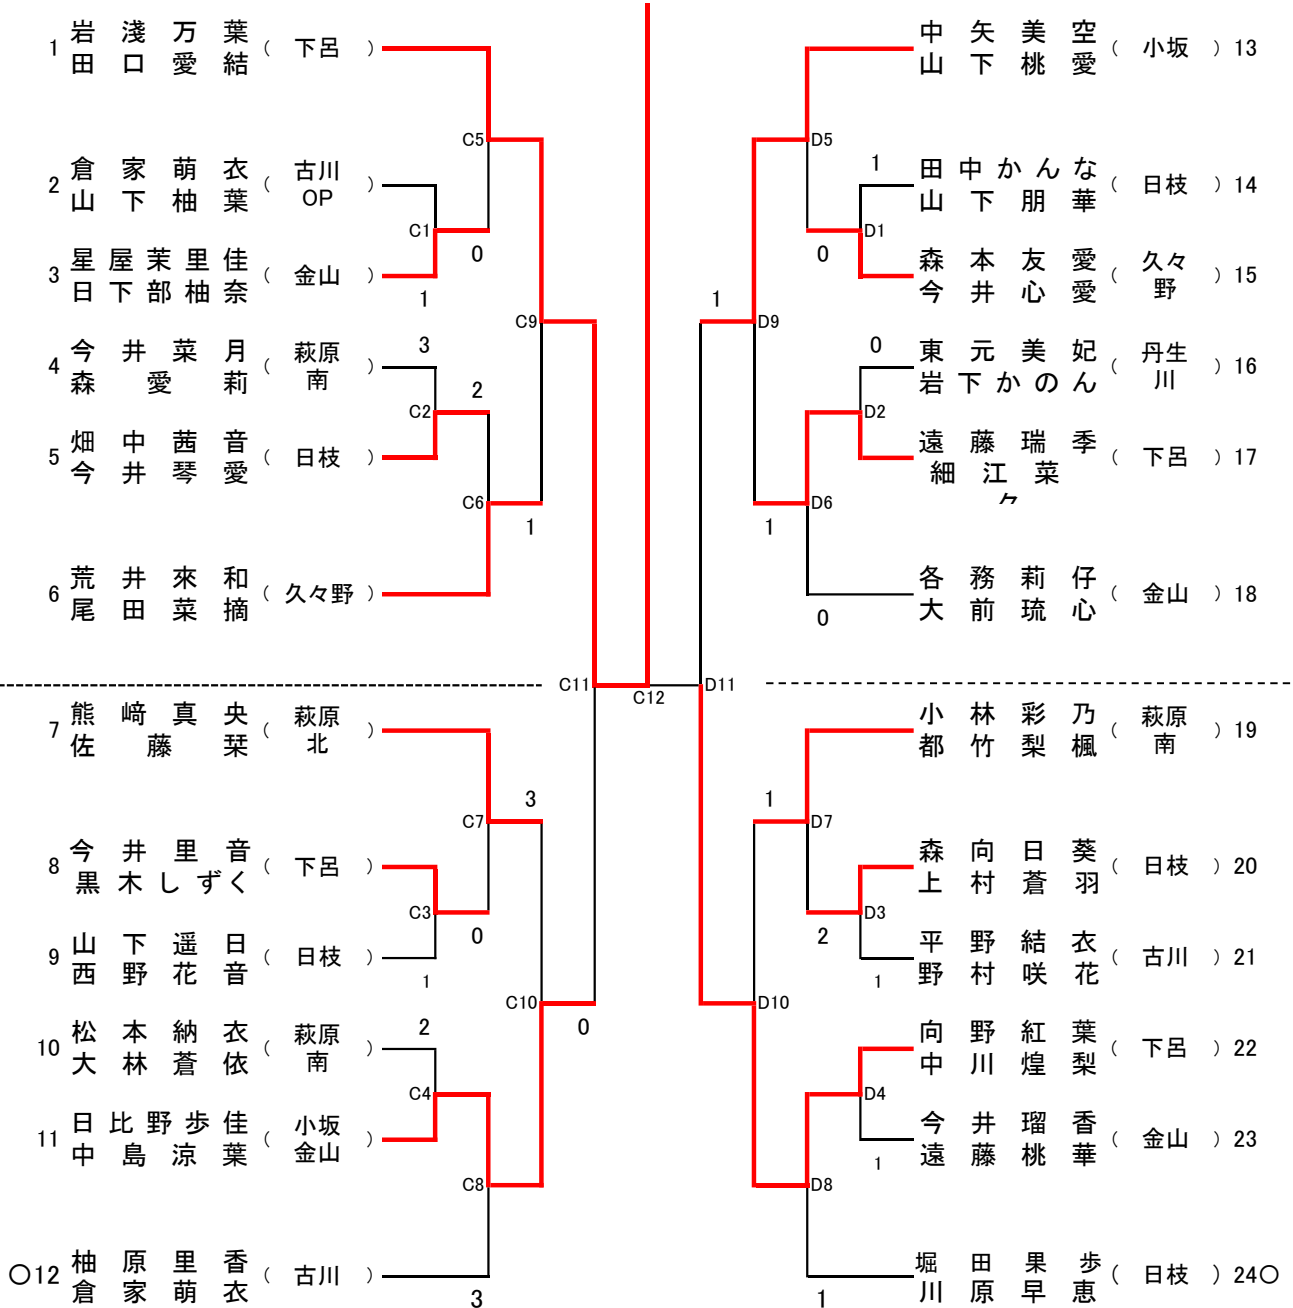 1 岩淺万葉 田口愛結 （ 下呂 ）
C5
2 倉家萌衣 山下柚葉 （ 古川 OP ）
C1
0
3 星屋茉里佳 日下部柚奈 （ 金山 ）
1
C9
4 今井菜月 森愛莉 （ 萩原南 ）
3
2
C2
5 畑中茜音 今井琴愛 （ 日枝 ）
C6
1
6 荒井來和 尾田菜摘 （ 久々野 ）
C11
C12
D11
7 熊﨑真央 佐藤栞 （ 萩原北 ）
3
C7
8 今井里音 黒木しずく （ 下呂 ）
C3
0
9 山下遥日 西野花音 （ 日枝 ）
1
C10
0
10 松本納衣 大林蒼依 （ 萩原南 ）
2
C4
11 日比野歩佳 中島涼葉 （ 小坂 金山 ）
C8
〇12 柚原里香 倉家萌衣 （ 古川 ）
3
中矢美空 山下桃愛 （ 小坂 ） 13
D5
1
田中かんな 山下朋華 （ 日枝 ） 14
D1
0
森本友愛 今井心愛 （ 久々野 ） 15
1
D9
0
東元美妃 岩下かのん （ 丹生川 ） 16
D2
遠藤瑞季 細江菜々 （ 下呂 ） 17
D6
1
各務莉仔 大前琉心 （ 金山 ） 18
0
小林彩乃 都竹梨楓 （ 萩原南 ） 19
1
D7
森向日葵 上村蒼羽 （ 日枝 ） 20
D3
2
平野結衣 野村咲花 （ 古川 ） 21
1
D10
向野紅葉 中川煌梨 （ 下呂 ） 22
D4
今井瑠香 遠藤桃華 （ 金山 ） 23
1
D8
堀田果歩 川原早恵 （ 日枝 ） 24〇
1